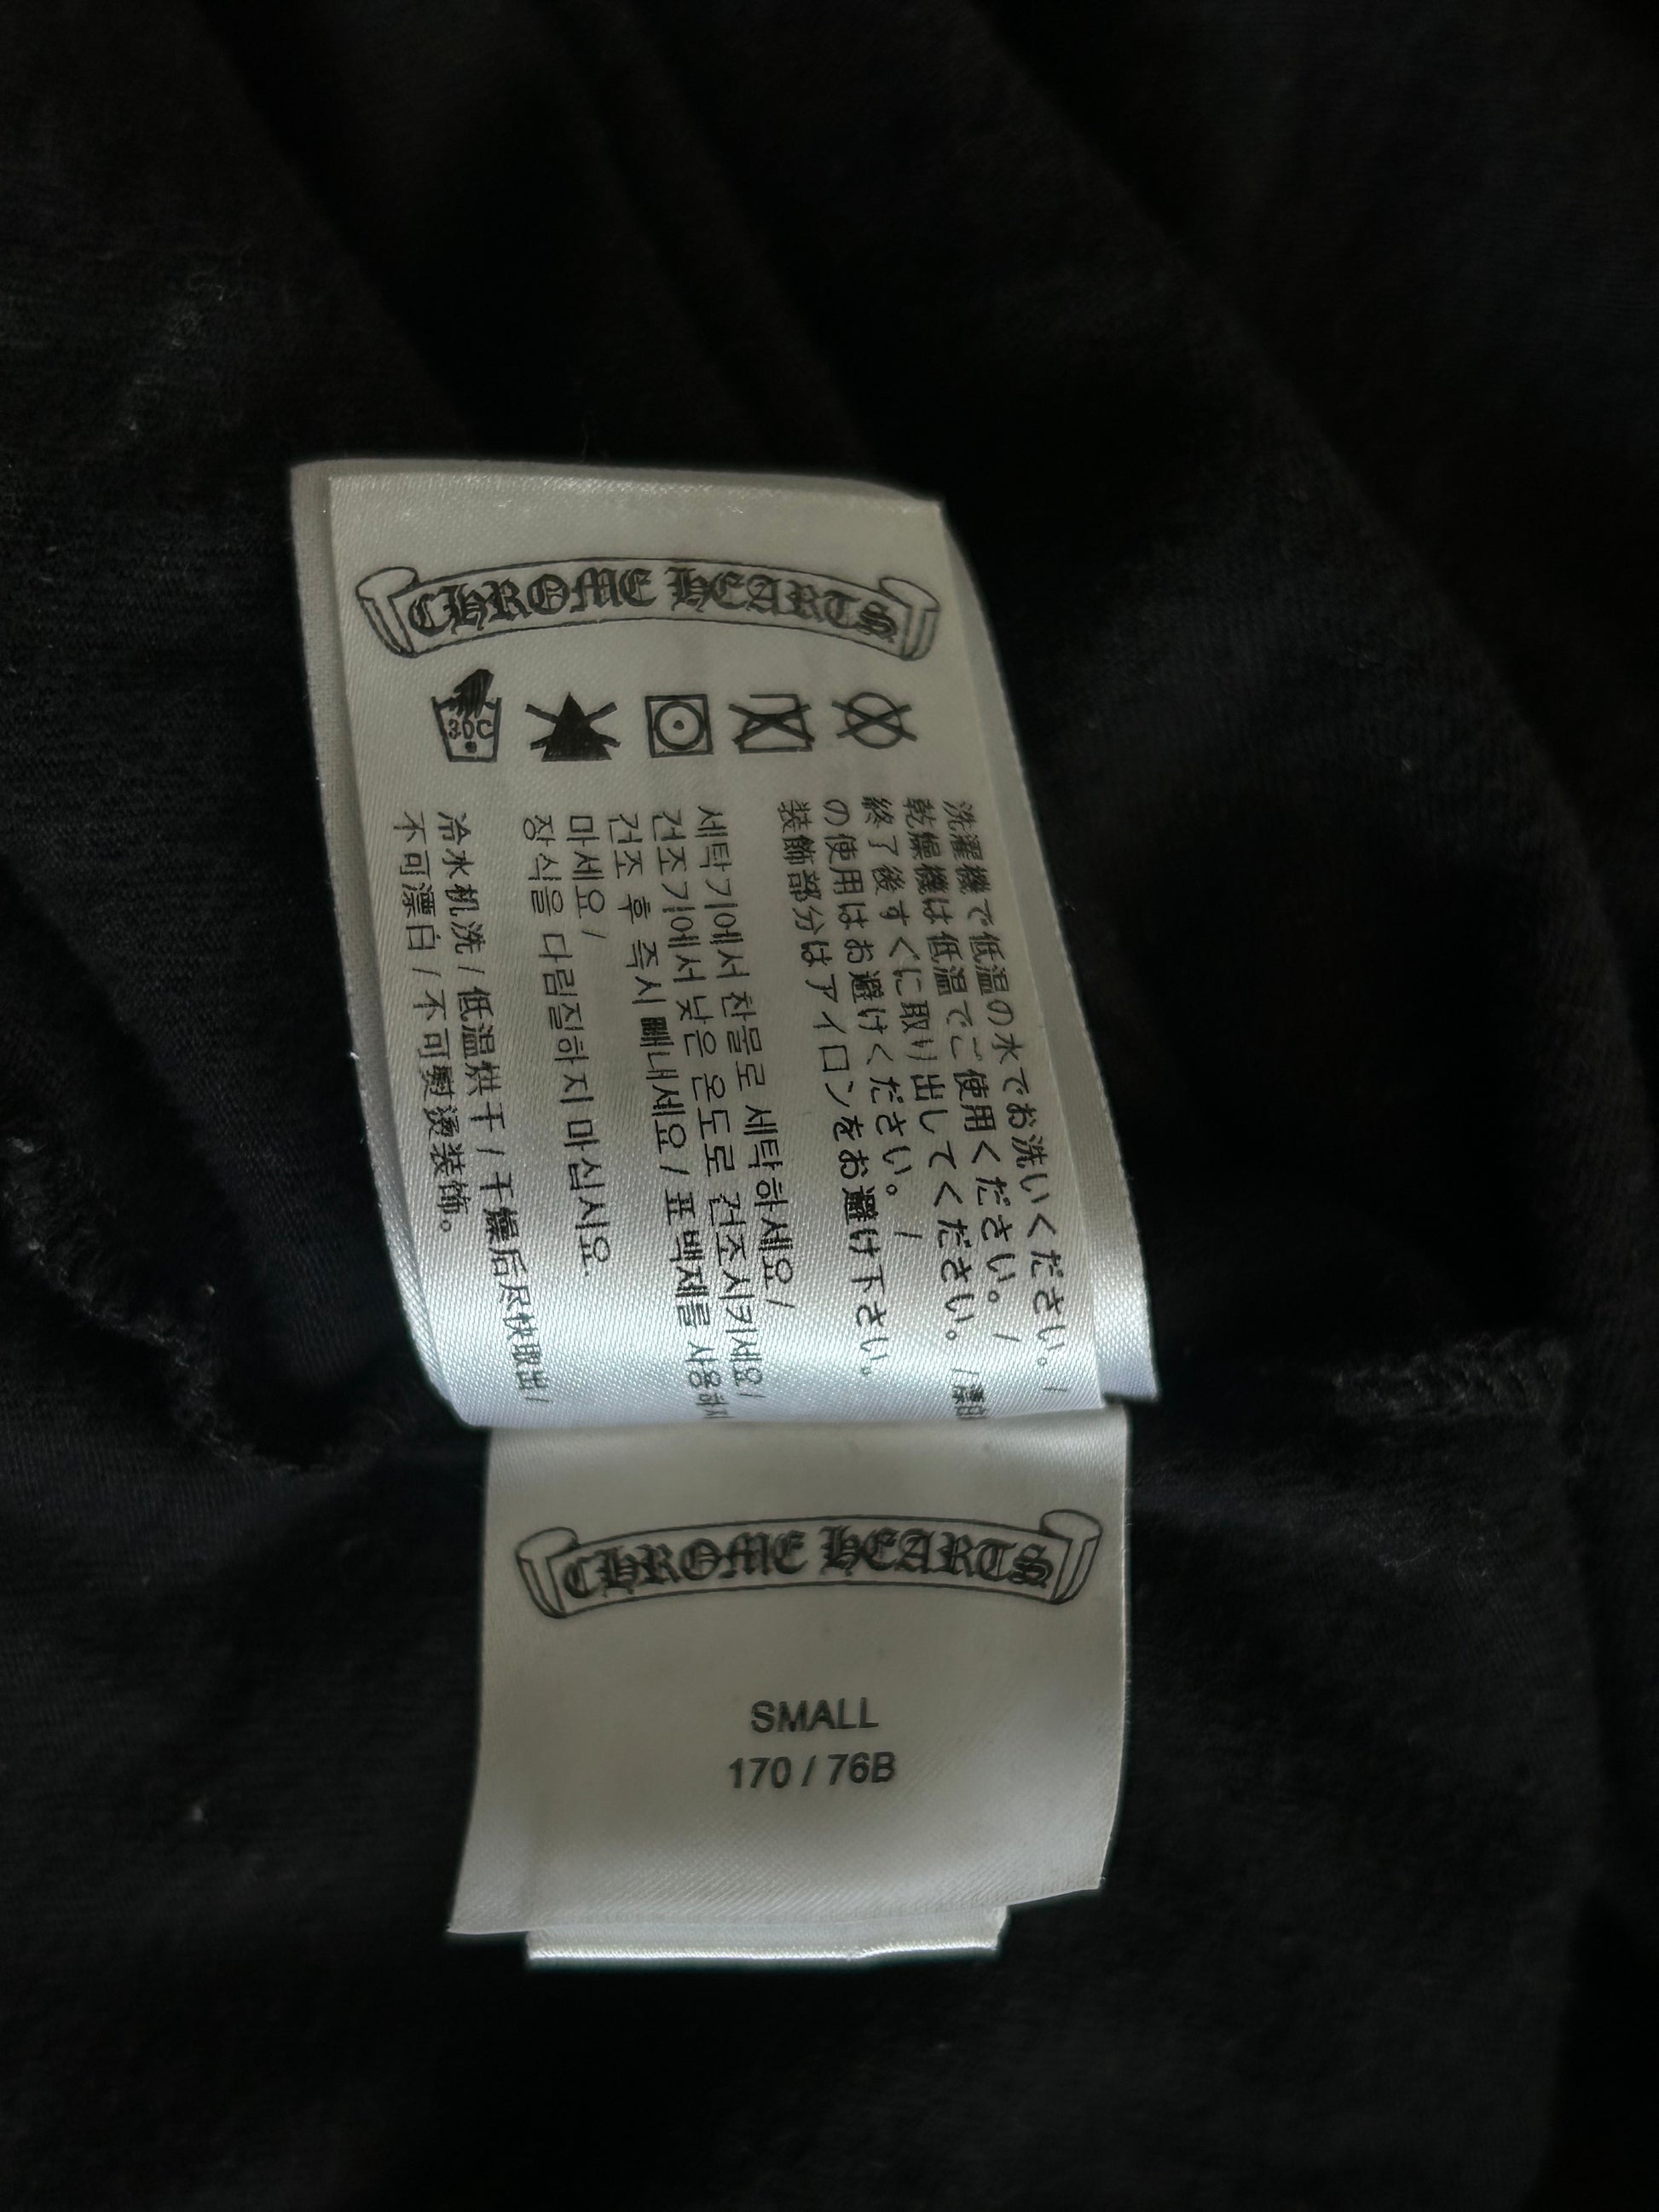 CHROME HEARTS
30C
洗濯機で低温の水でお洗いください。/
乾燥機は低温でご使用ください。/
終了後すぐに取り出してください。/漂白
の使用はお避けください。/
装飾部分はアイロンをお避け下さい。
세탁기에서 찬물로 세탁하세요/
건조기에서 낮은 온도로 건조시키세요/
건조 후 즉시 빼내세요/표백제를 사용하지
마세요/
장식을 다림질하지 마십시오.
冷水机洗/低温烘干/干燥后尽快取出/
不可漂白/不可熨烫装饰。
CHROME HEARTS
SMALL
170 / 76B